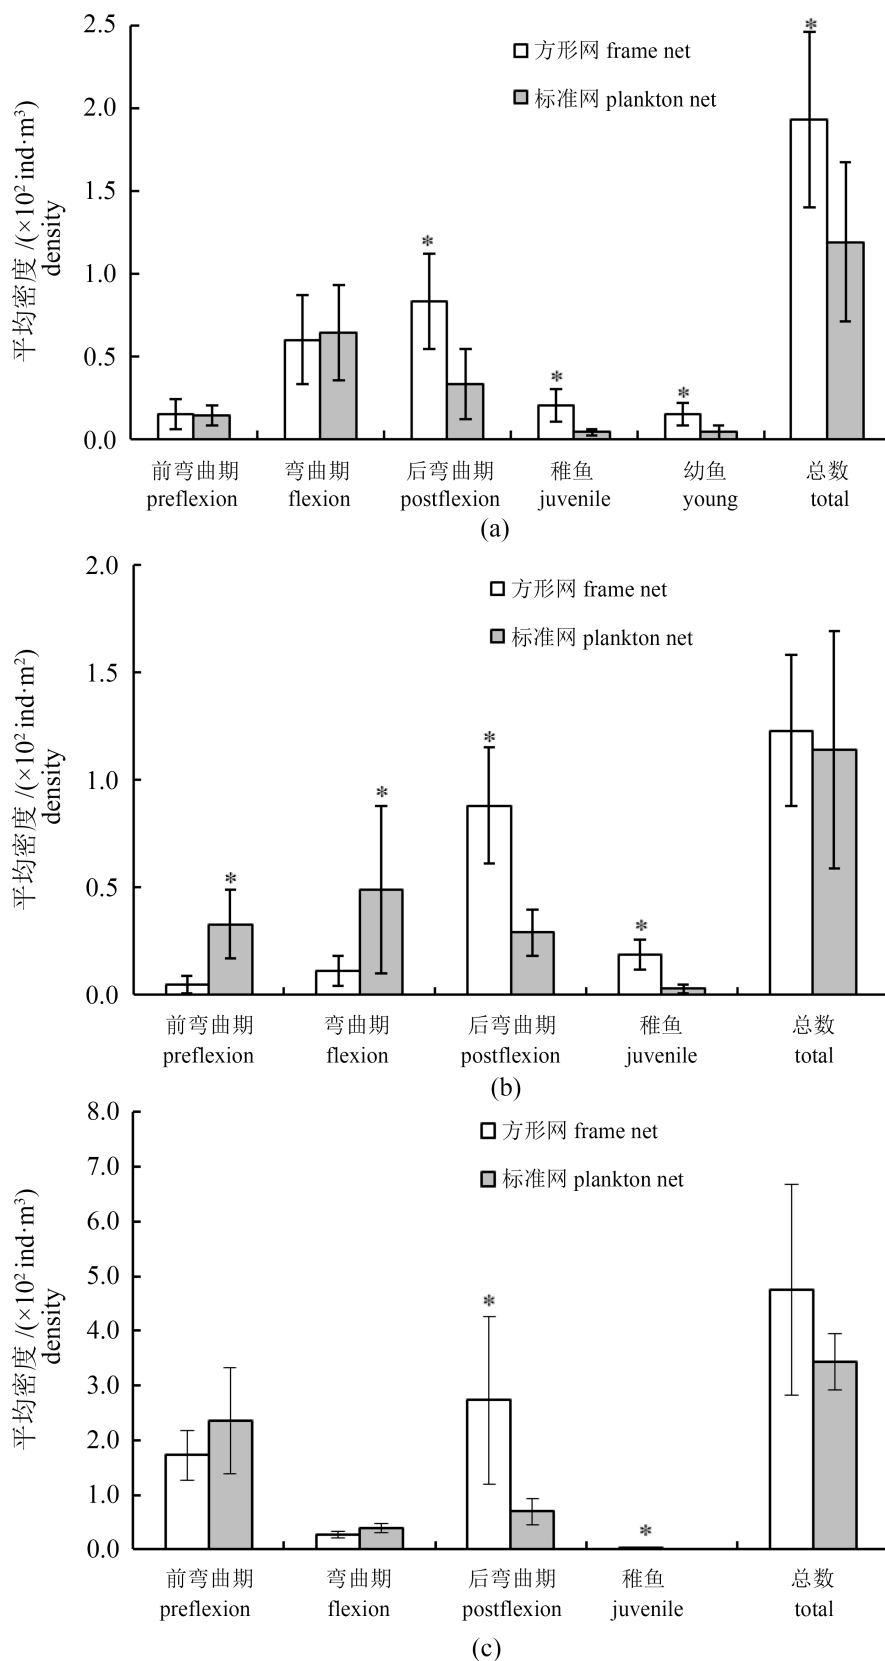 2.5
2.0
1.5
1.0
0.5
0.0
平均密度 /(×10² ind·m³)
density
方形网 frame net
标准网 plankton net
*
*
*
*
前弯曲期 弯曲期 后弯曲期 稚鱼 幼鱼 总数
preflexion flexion postflexion juvenile young total
(a)
2.0
1.5
1.0
0.5
0.0
平均密度 /(×10² ind·m²)
density
方形网 frame net
标准网 plankton net
*
*
*
*
前弯曲期 弯曲期 后弯曲期 稚鱼 总数
preflexion flexion postflexion juvenile total
(b)
8.0
7.0
6.0
5.0
4.0
3.0
2.0
1.0
0.0
平均密度 /(×10² ind·m³)
density
方形网 frame net
标准网 plankton net
*
*
前弯曲期 弯曲期 后弯曲期 稚鱼 总数
preflexion flexion postflexion juvenile total
(c)